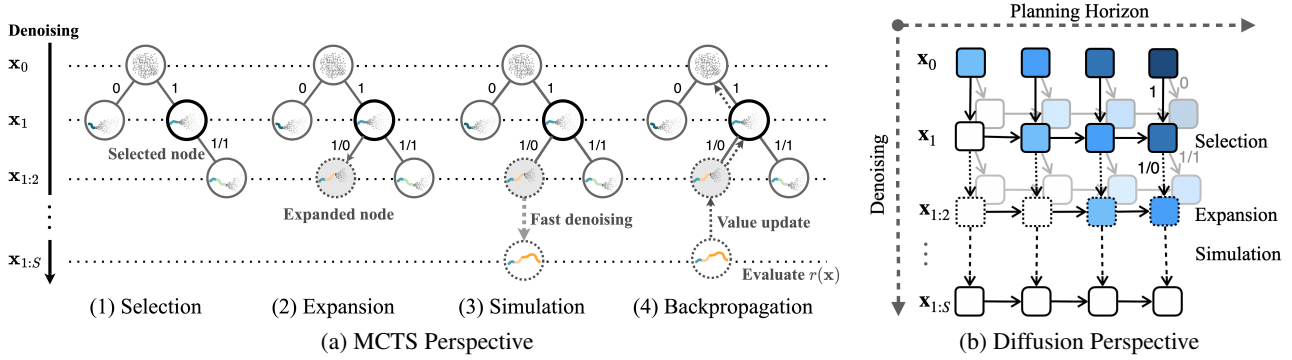 Denoising
x₀
x₁
x₁:₂
x₁:S
0
1
1/1
Selected node
(1) Selection
0
1
1/0
1/1
Expanded node
(2) Expansion
0
1
1/0
1/1
Fast denoising
(3) Simulation
0
1
1/0
1/1
Value update
Evaluate r(x)
(4) Backpropagation
(a) MCTS Perspective
Planning Horizon
Denoising
x₀
1
0
x₁
Selection
1/0
1/1
x₁:₂
Expansion
Simulation
x₁:S
(b) Diffusion Perspective